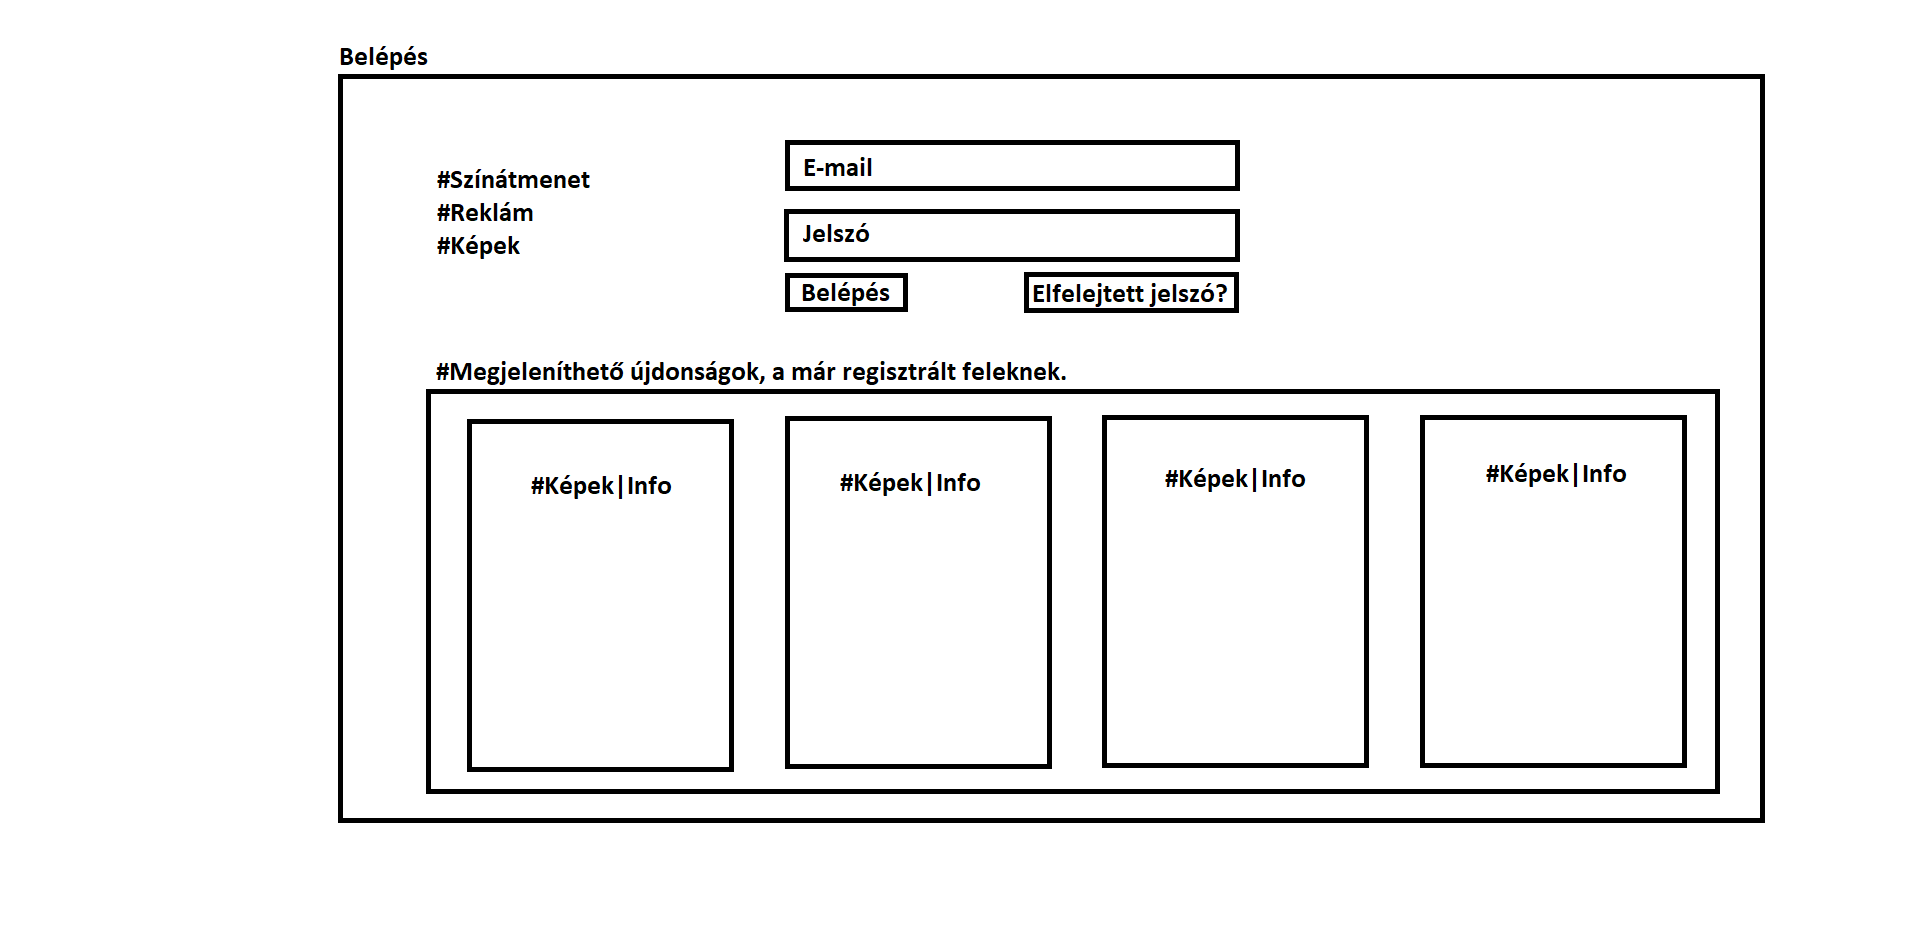 Belépés
E-mail
#Színátmenet
#Reklám
#Képek
Jelszó
Belépés
Elfelejtett jelszó?
#Megjeleníthető újdonságok, a már regisztrált feleknek.
#Képek|Info
#Képek|Info
#Képek|Info
#Képek|Info